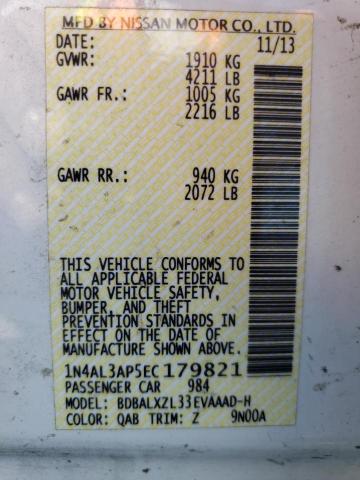 MFD BY NISSAN MOTOR CO., LTD.
DATE: 11/13
GVWR: 1910 KG
4211 LB
GAWR FR.: 1005 KG
2216 LB
GAWR RR.: 940 KG
2072 LB
THIS VEHICLE CONFORMS TO
ALL APPLICABLE FEDERAL
MOTOR VEHICLE SAFETY,
BUMPER, AND THEFT
PREVENTION STANDARDS IN
EFFECT ON THE DATE OF
MANUFACTURE SHOWN ABOVE.
1N4AL3AP5EC179821
PASSENGER CAR 984
MODEL: BDBALXZL33EVAAAD-H
COLOR: QAB TRIM: Z 9N00A